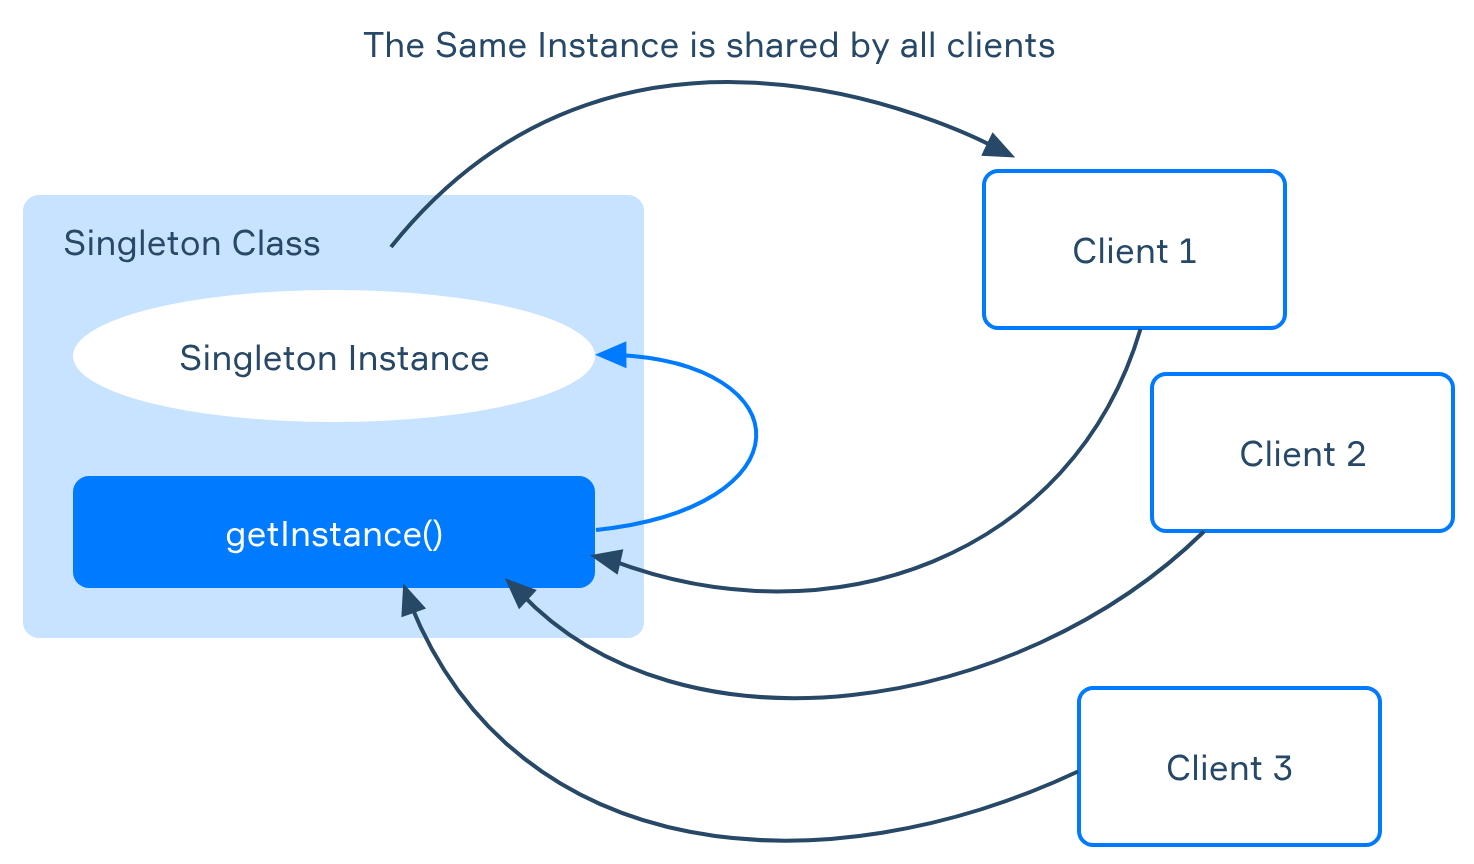 The Same Instance is shared by all clients
Singleton Class
Singleton Instance
getInstance()
Client 1
Client 2
Client 3